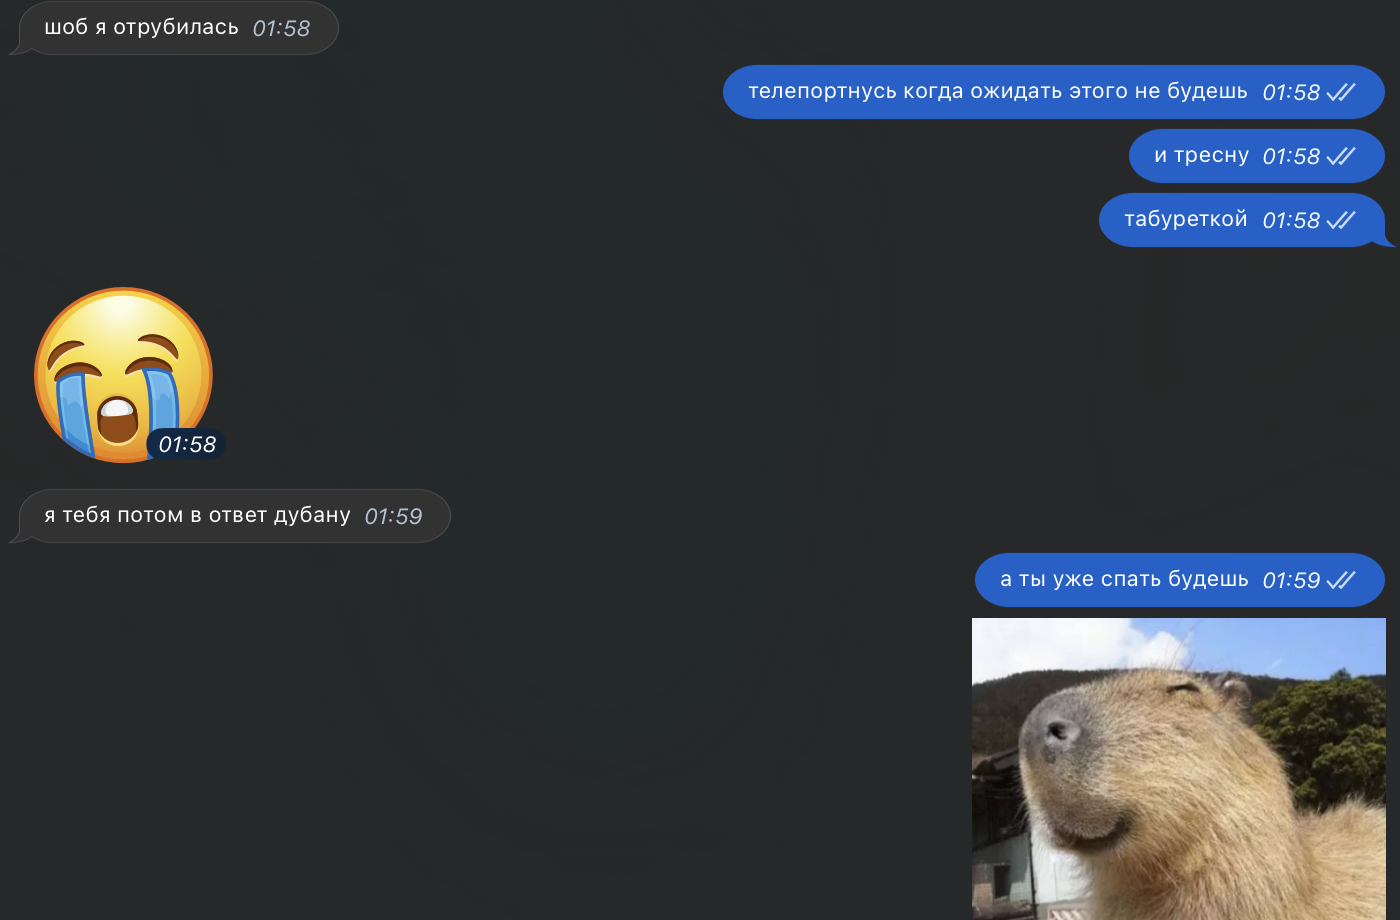 шоб я отрубилась 01:58
телепортнусь когда ожидать этого не будешь 01:58
и тресну 01:58
табуреткой 01:58
01:58
я тебя потом в ответ дубану 01:59
а ты уже спать будешь 01:59